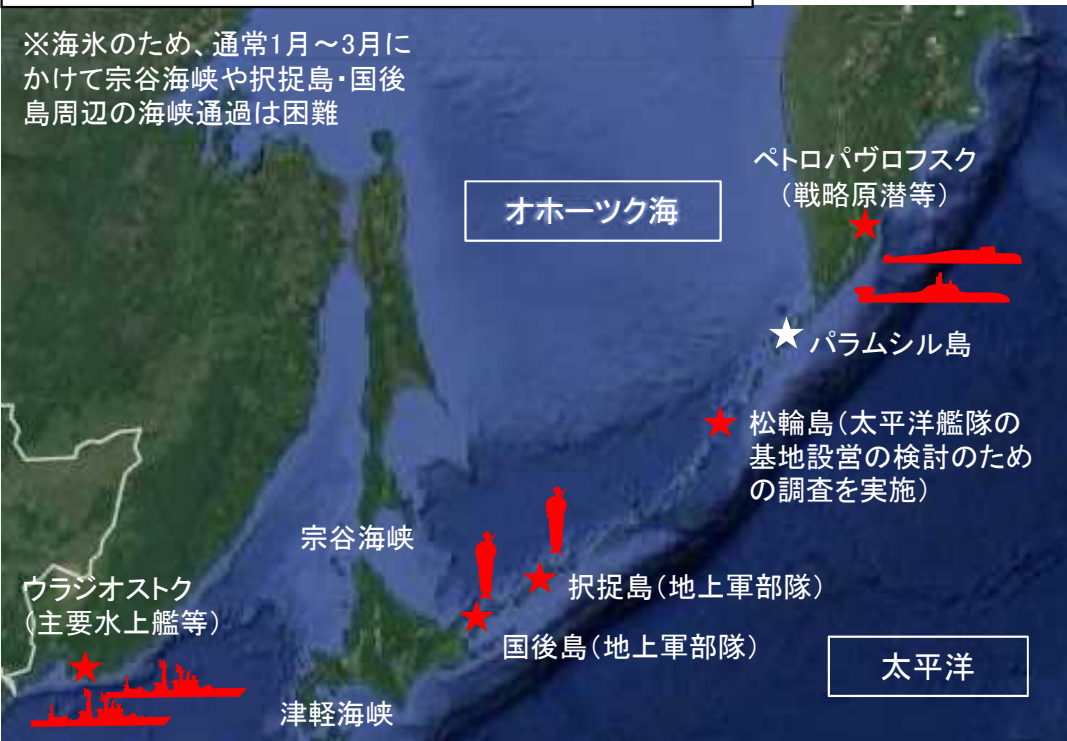 ※海氷のため、通常1月～3月に
かけて宗谷海峡や択捉島・国後
島周辺の海峡通過は困難
ペトロパヴロフスク
（戦略原潜等）
オホーツク海
パラムシル島
松輪島（太平洋艦隊の
基地設営の検討のため
の調査を実施）
宗谷海峡
択捉島（地上軍部隊）
ウラジオストク
（主要水上艦等）
国後島（地上軍部隊）
太平洋
津軽海峡